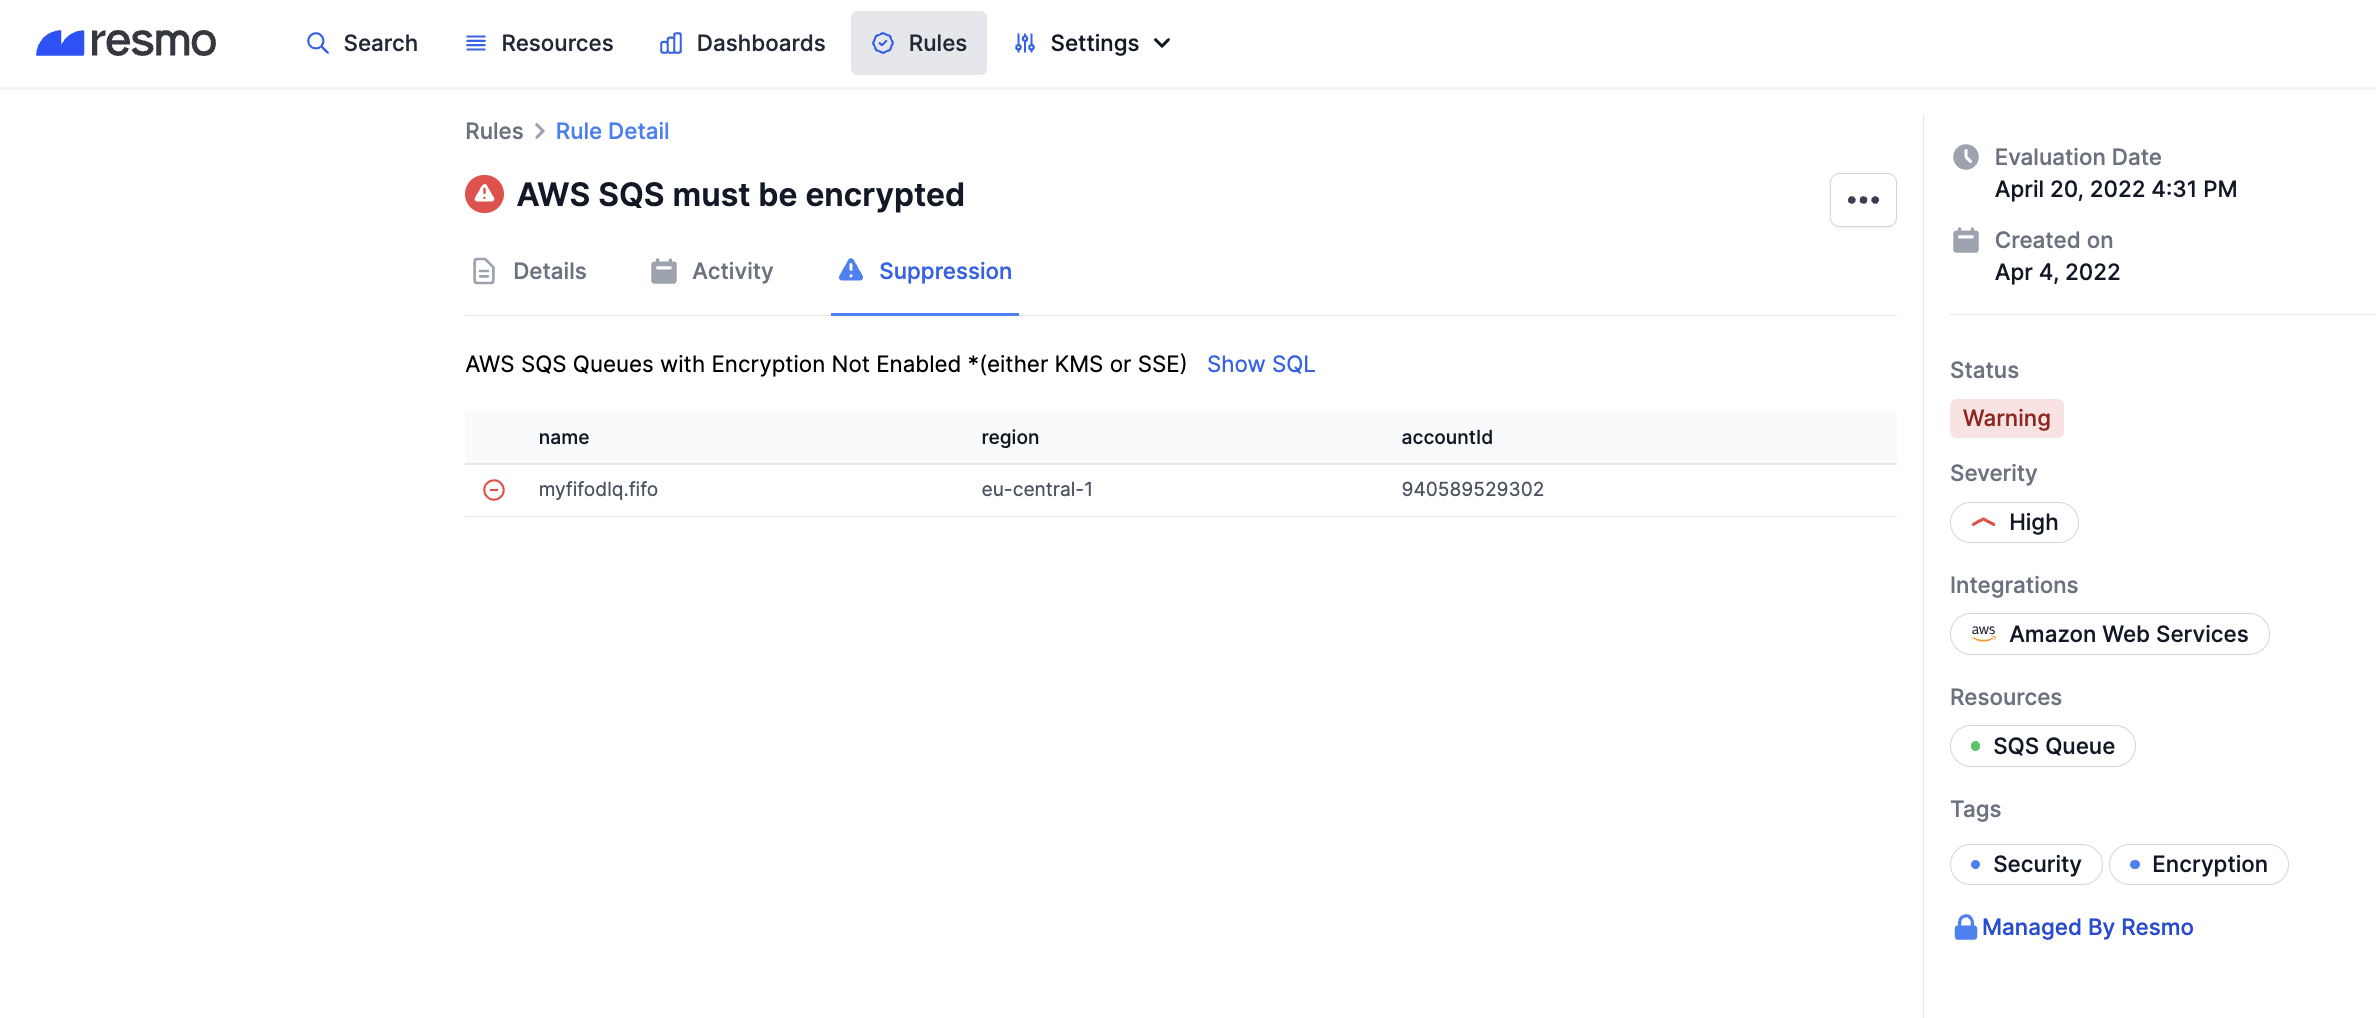 resmo
Search
Resources
Dashboards
Rules
Settings
Rules > Rule Detail
AWS SQS must be encrypted
Details
Activity
Suppression
AWS SQS Queues with Encryption Not Enabled *(either KMS or SSE) Show SQL
name region accountId
myfifodlq.fifo eu-central-1 940589529302
Evaluation Date
April 20, 2022 4:31 PM
Created on
Apr 4, 2022
Status
Warning
Severity
High
Integrations
aws Amazon Web Services
Resources
SQS Queue
Tags
Security Encryption
Managed By Resmo